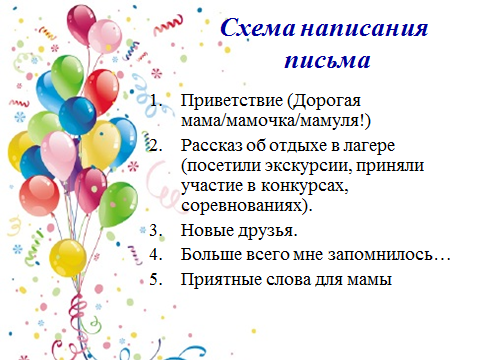 Схема написания
письма
1. Приветствие (Дорогая
мама/мамочка/мамуля!)
2. Рассказ об отдыхе в лагере
(посетили экскурсии, приняли
участие в конкурсах,
соревнованиях).
3. Новые друзья.
4. Больше всего мне запомнилось…
5. Приятные слова для мамы